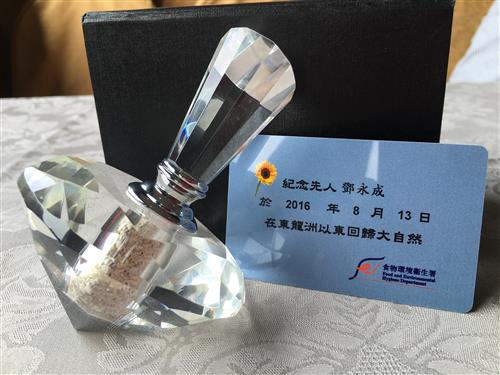 紀念先人 鄧永成
於 2016 年 8 月 13 日
在東龍洲以東回歸大自然
食物環境衞生署
Food and Environmental
Hygiene Department